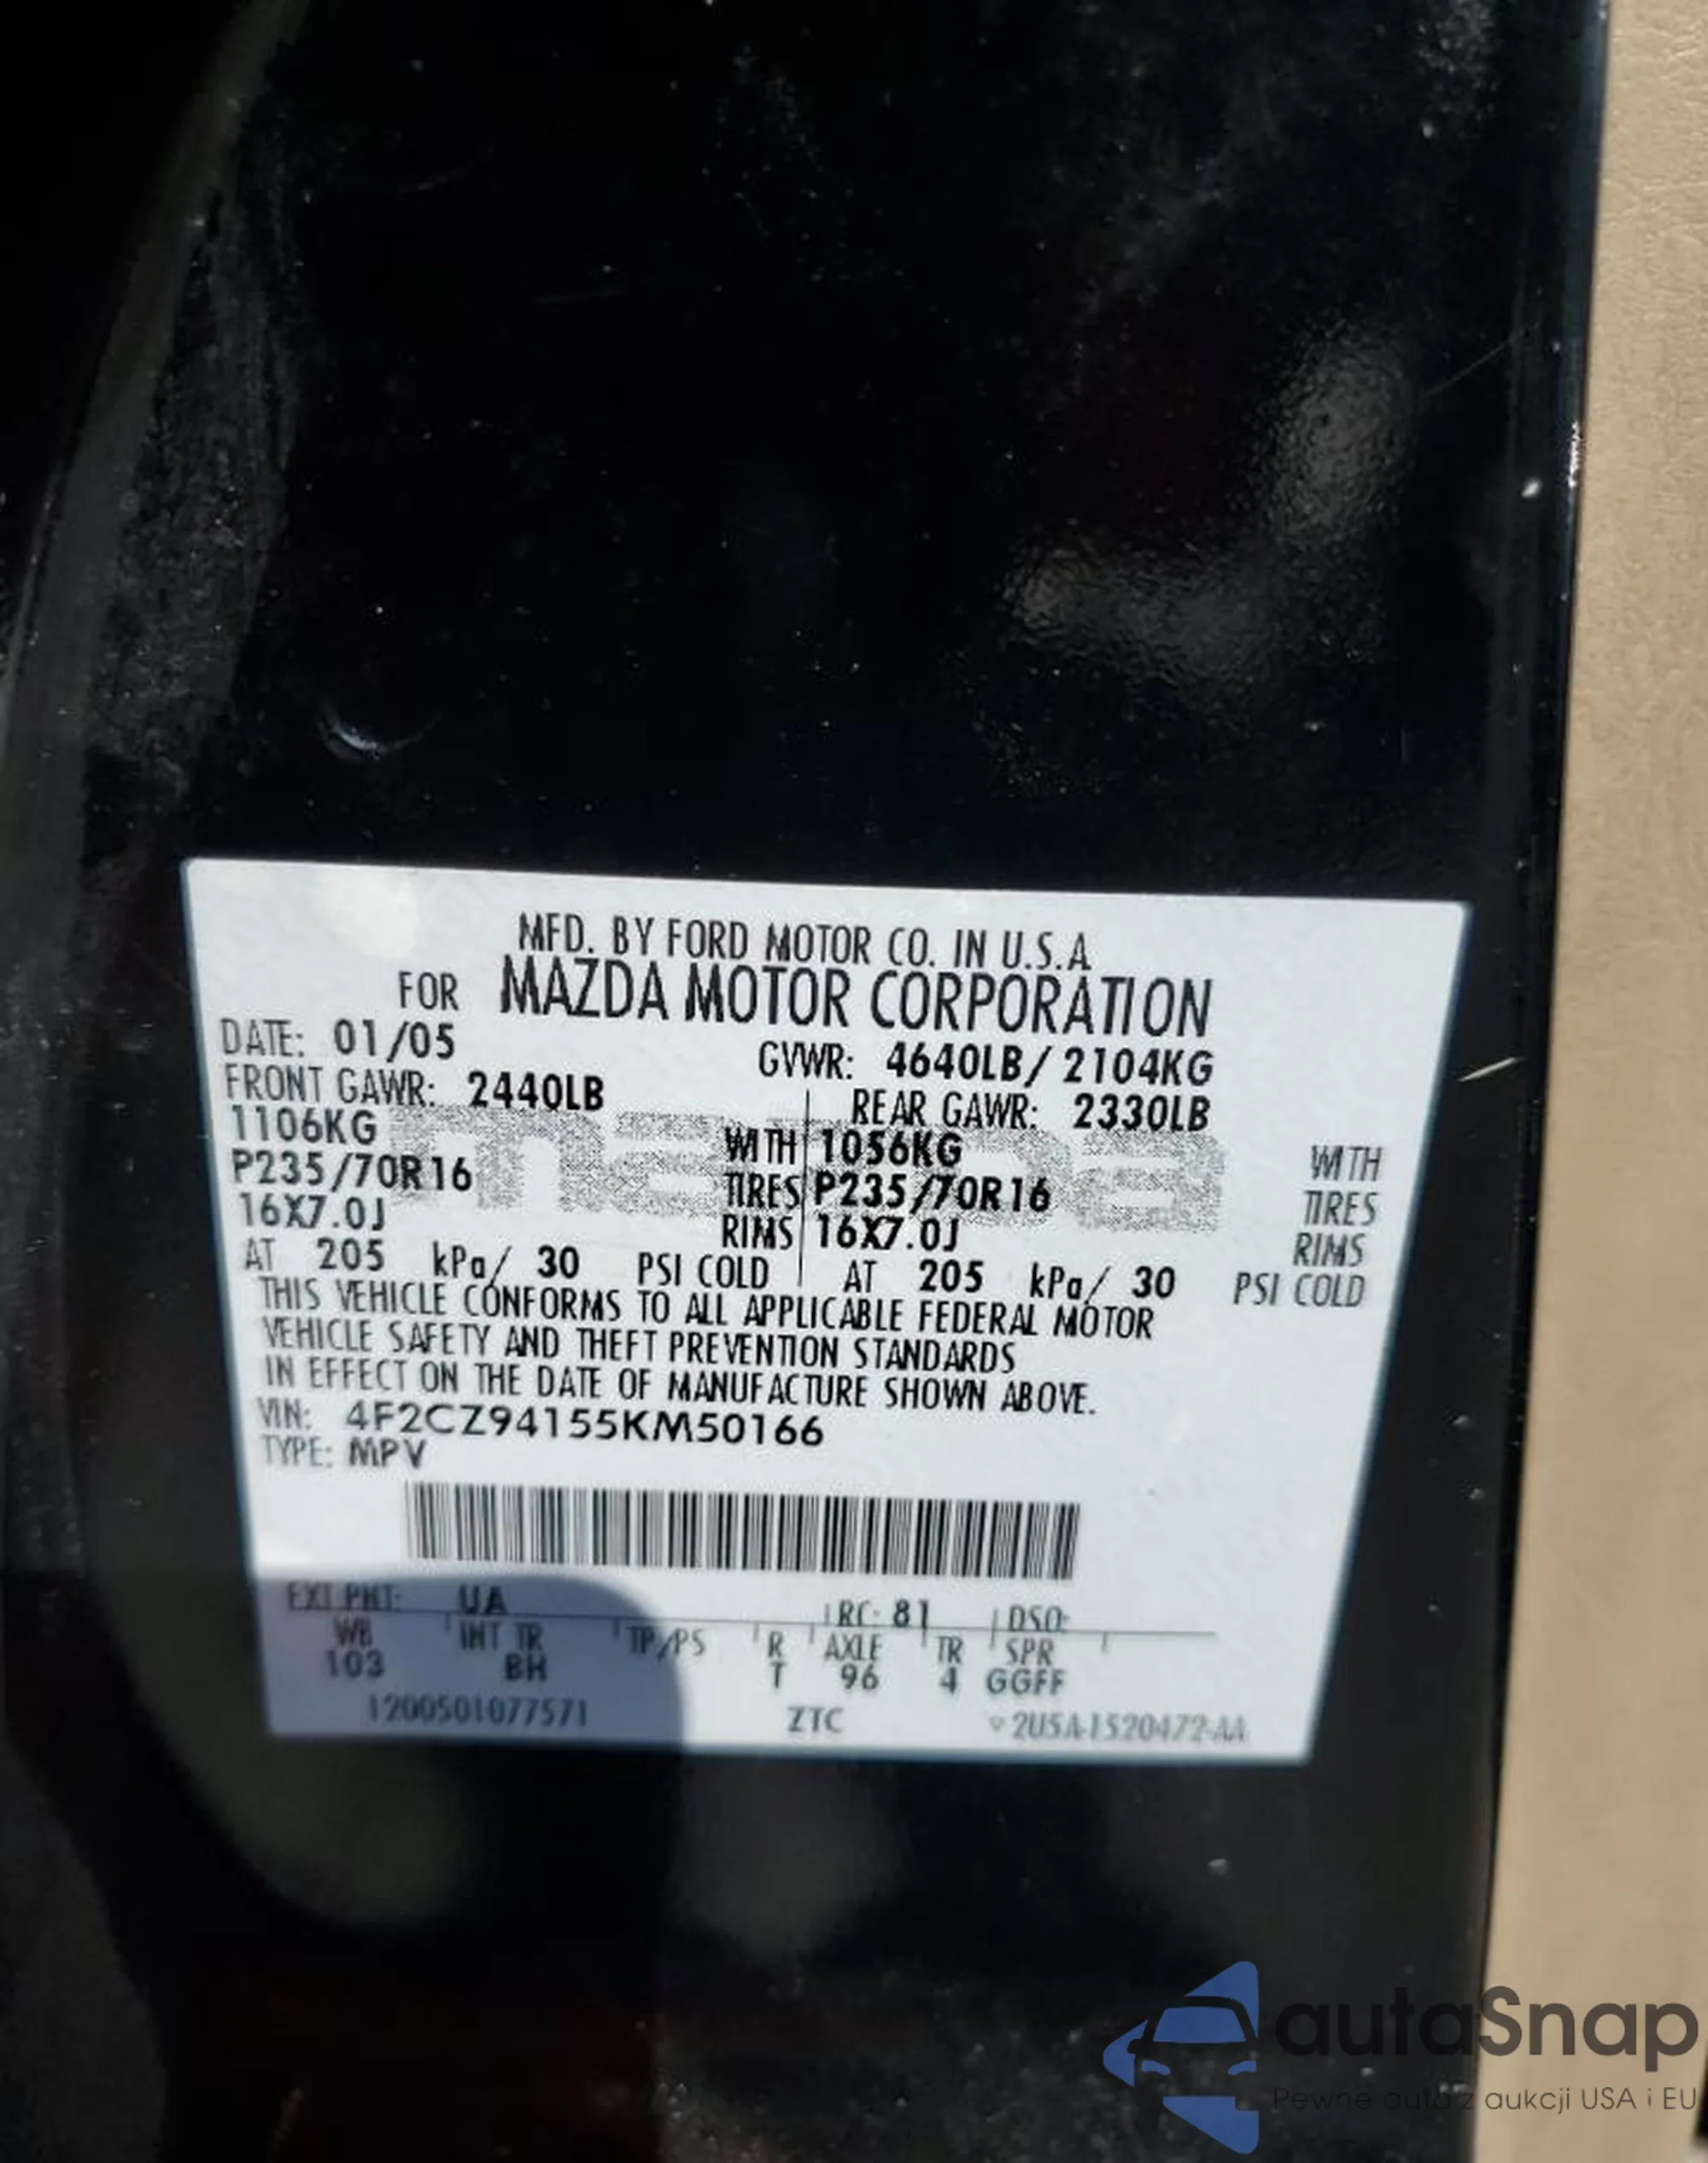 MFD. BY FORD MOTOR CO. IN U.S.A
FOR MAZDA MOTOR CORPORATION
DATE: 01/05 GVWR: 4640LB/2104KG
FRONT GAWR: 2440LB REAR GAWR: 2330LB
1106KG WITH 1056KG WITH
P235/70R16 TIRES P235/70R16 TIRES
16X7.0J RIMS 16X7.0J RIMS
AT 205 kPa/ 30 PSI COLD AT 205 kPa/ 30 PSI COLD
THIS VEHICLE CONFORMS TO ALL APPLICABLE FEDERAL MOTOR
VEHICLE SAFETY AND THEFT PREVENTION STANDARDS
IN EFFECT ON THE DATE OF MANUFACTURE SHOWN ABOVE.
VIN: 4F2CZ94155KM50166
TYPE: MPV
EXT PNT: UA RC: 81 DSO:
WB INT TR TP/PS R AXLE TR SPR
103 BH T 96 4 GGFF
1200501077571 ZTC 2U5A-1520472-AA
mazda
autaSnap
Pewne auta z aukcji USA i EU